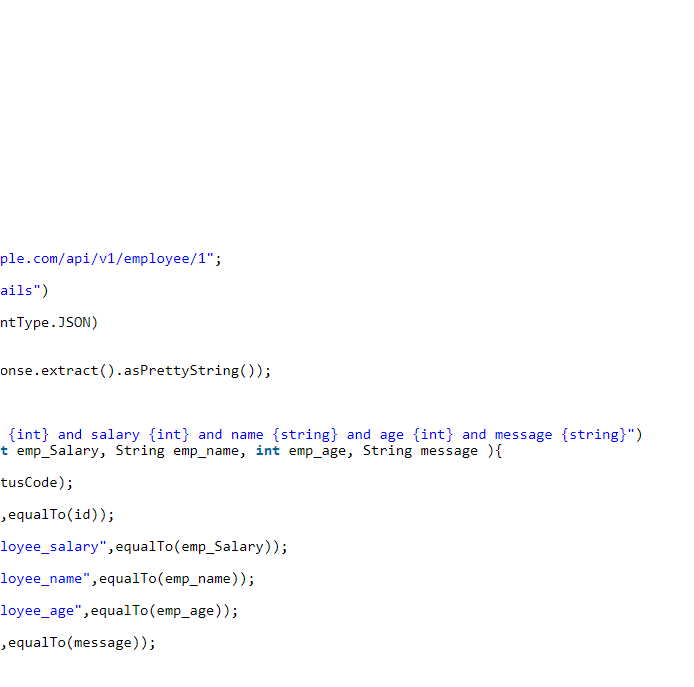 ple.com/api/v1/employee/1";
ails")
ntType.JSON)
onse.extract().asPrettyString());
{int} and salary {int} and name {string} and age {int} and message {string}")
t emp_Salary, String emp_name, int emp_age, String message ){
tusCode);
,equalTo(id));
loyee_salary",equalTo(emp_Salary));
loyee_name",equalTo(emp_name));
loyee_age",equalTo(emp_age));
,equalTo(message));